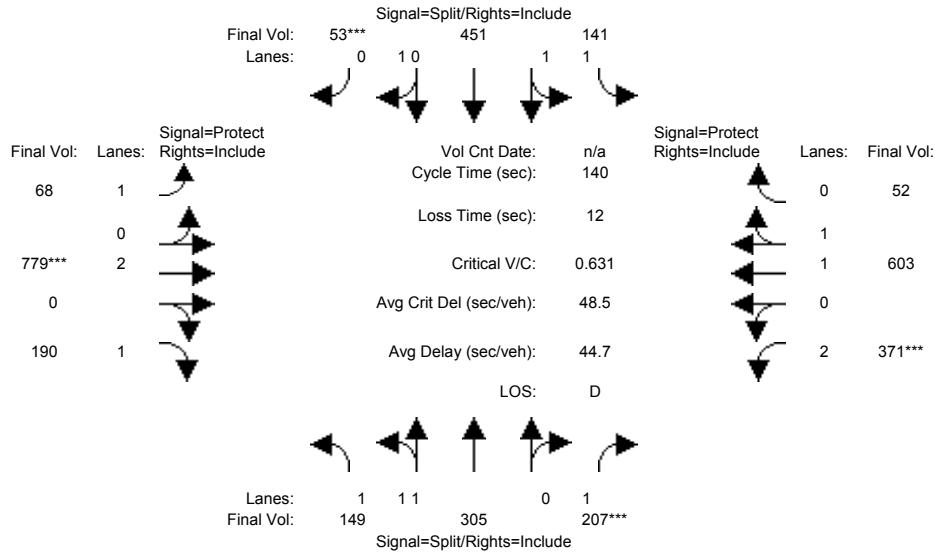 Signal=Split/Rights=Include
Final Vol: 53*** 451 141
Lanes: 0 1 0 1 1
Signal=Protect Signal=Protect
Final Vol: Lanes: Rights=Include Vol Cnt Date: n/a Rights=Include Lanes: Final Vol:
Cycle Time (sec): 140
68 1 0 52
Loss Time (sec): 12
0 1
779*** 2 Critical V/C: 0.631 1 603
0 Avg Crit Del (sec/veh): 48.5 0
190 1 Avg Delay (sec/veh): 44.7 2 371***
LOS: D
Lanes: 1 1 1 0 1
Final Vol: 149 305 207***
Signal=Split/Rights=Include